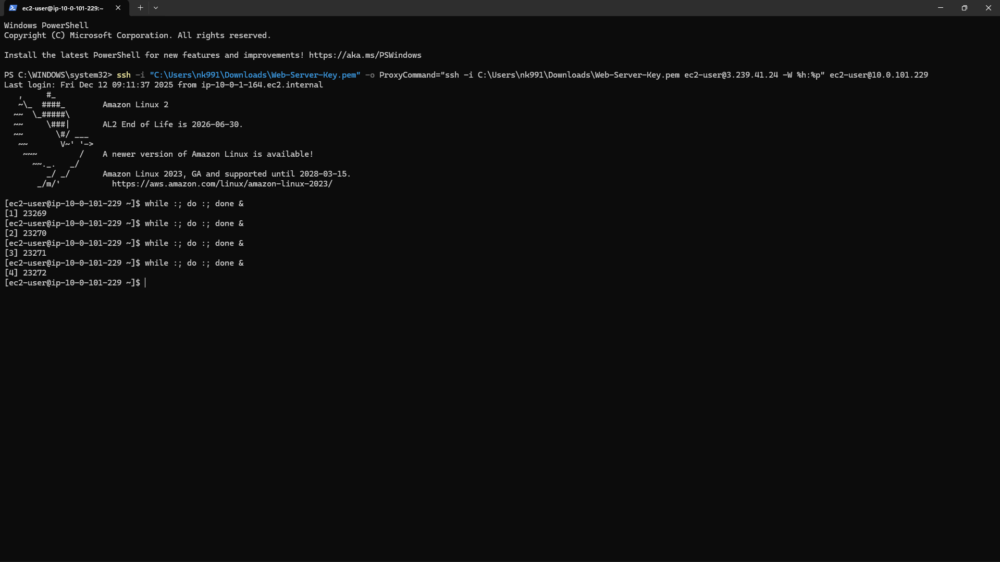 ec2-user@ip-10-0-101-229:~
Windows PowerShell
Copyright (C) Microsoft Corporation. All rights reserved.
Install the latest PowerShell for new features and improvements! https://aka.ms/PSWindows
PS C:\WINDOWS\system32> ssh -i "C:\Users\nk991\Downloads\Web-Server-Key.pem" -o ProxyCommand="ssh -i C:\Users\nk991\Downloads\Web-Server-Key.pem ec2-user@3.239.41.24 -W %h:%p" ec2-user@10.0.101.229
Last login: Fri Dec 12 09:11:37 2025 from ip-10-0-1-164.ec2.internal
   ,     #_
   ~\_  ####_        Amazon Linux 2
  ~~  \_#####\
  ~~     \###|       AL2 End of Life is 2026-06-30.
  ~~       \#/ ___
   ~~       V~' '->
    ~~~         /    A newer version of Amazon Linux is available!
      ~~._.   _/
         _/ _/       Amazon Linux 2023, GA and supported until 2028-03-15.
       _/m/'           https://aws.amazon.com/linux/amazon-linux-2023/
[ec2-user@ip-10-0-101-229 ~]$ while :; do :; done &
[1] 23269
[ec2-user@ip-10-0-101-229 ~]$ while :; do :; done &
[2] 23270
[ec2-user@ip-10-0-101-229 ~]$ while :; do :; done &
[3] 23271
[ec2-user@ip-10-0-101-229 ~]$ while :; do :; done &
[4] 23272
[ec2-user@ip-10-0-101-229 ~]$